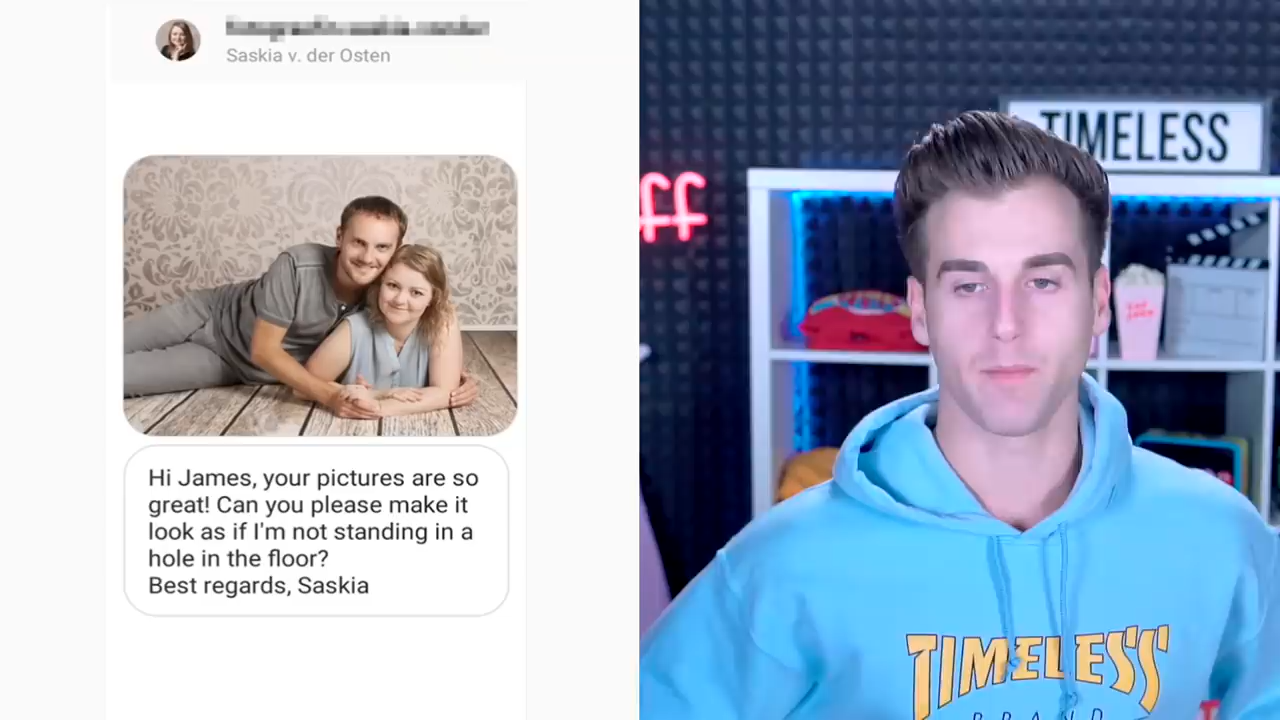 Saskia v. der Osten
Hi James, your pictures are so
great! Can you please make it
look as if I'm not standing in a
hole in the floor?
Best regards, Saskia
ff
TIMELESS
TIMELESS
BRAND